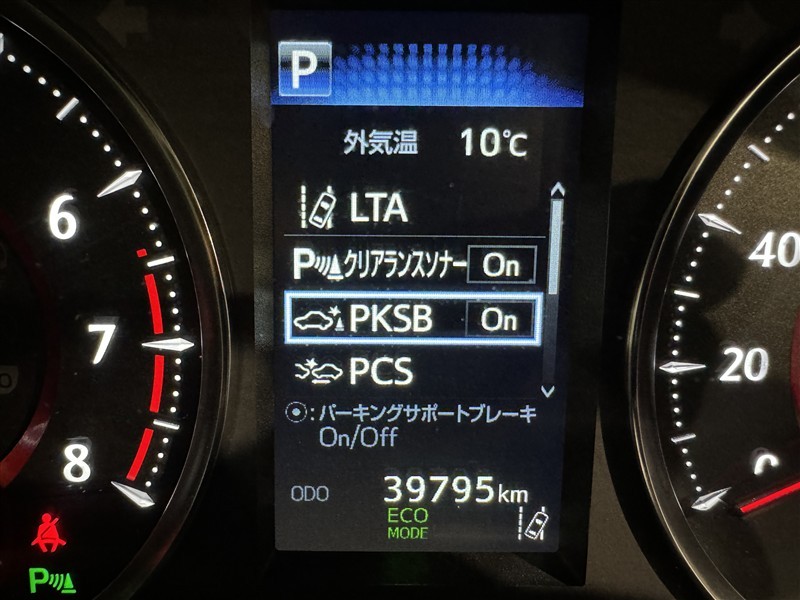 P
外気温 10℃
LTA
P クリアランスソナー On
PKSB On
PCS
: パーキングサポートブレーキ
On/Off
ODO 39795km
ECO
MODE
6
7
8
P
40
20